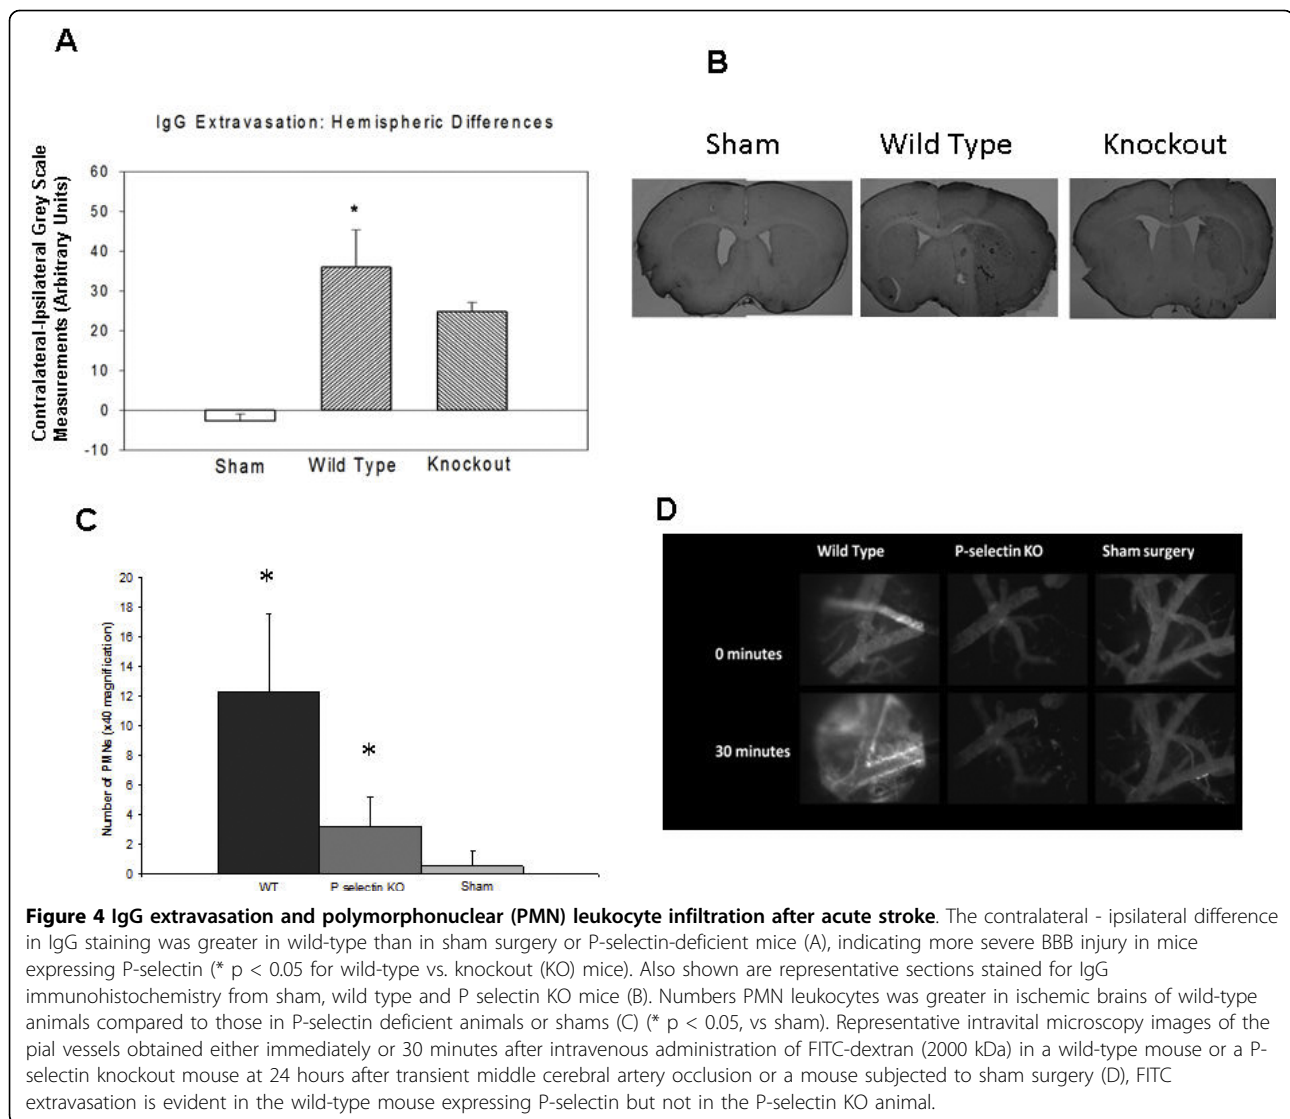 A
IgG Extravasation: Hemispheric Differences
Contralateral-Ipsilateral Grey Scale
Measurements (Arbitrary Units)
60
50
40
30
20
10
0
-10
*
Sham
Wild Type
Knockout
B
Sham
Wild Type
Knockout
C
Number of PMNs (x40 magnification)
20
18
16
14
12
10
8
6
4
2
0
*
*
WT
P selectin KO
Sham
D
Wild Type
P-selectin KO
Sham surgery
0 minutes
30 minutes
Figure 4 IgG extravasation and polymorphonuclear (PMN) leukocyte infiltration after acute stroke. The contralateral - ipsilateral difference
in IgG staining was greater in wild-type than in sham surgery or P-selectin-deficient mice (A), indicating more severe BBB injury in mice
expressing P-selectin (* p < 0.05 for wild-type vs. knockout (KO) mice). Also shown are representative sections stained for IgG
immunohistochemistry from sham, wild type and P selectin KO mice (B). Numbers PMN leukocytes was greater in ischemic brains of wild-type
animals compared to those in P-selectin deficient animals or shams (C) (* p < 0.05, vs sham). Representative intravital microscopy images of the
pial vessels obtained either immediately or 30 minutes after intravenous administration of FITC-dextran (2000 kDa) in a wild-type mouse or a P-
selectin knockout mouse at 24 hours after transient middle cerebral artery occlusion or a mouse subjected to sham surgery (D), FITC
extravasation is evident in the wild-type mouse expressing P-selectin but not in the P-selectin KO animal.